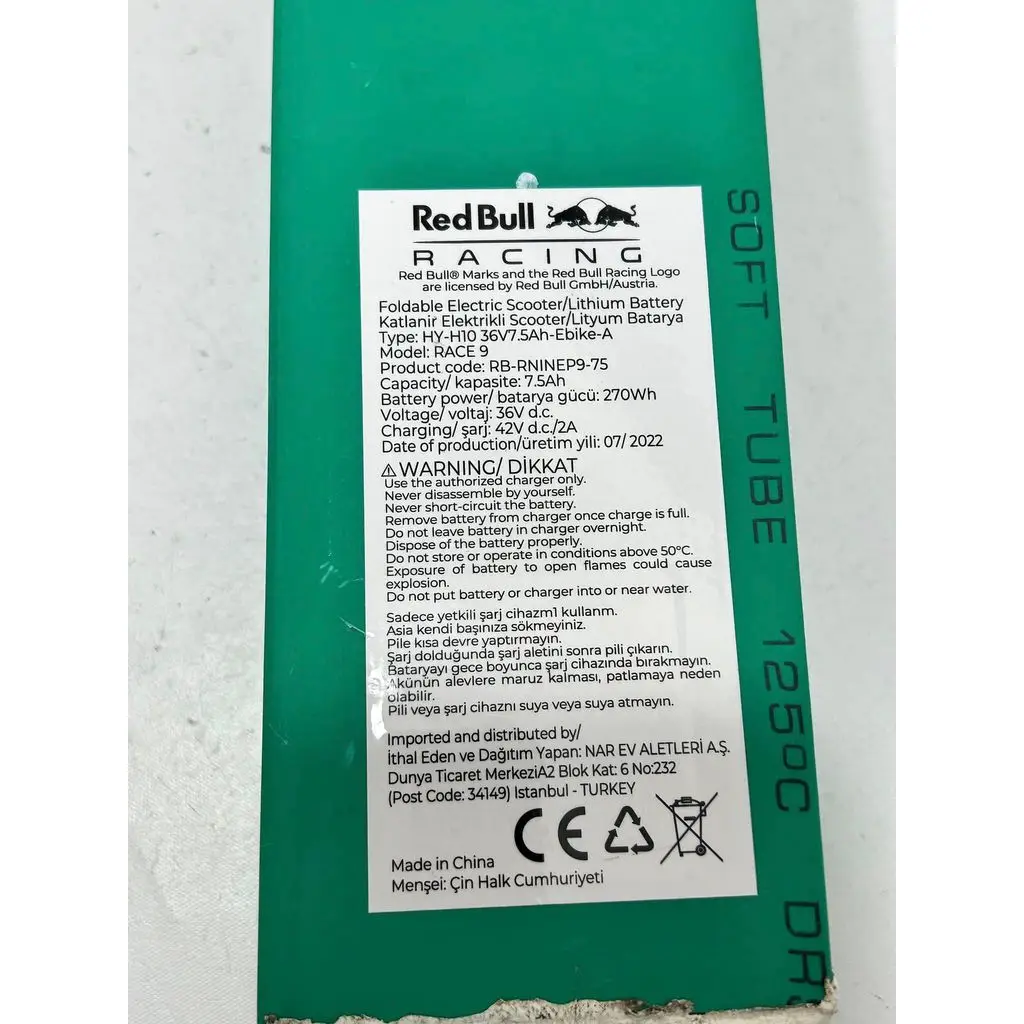 Red Bull
RACING
Red Bull® Marks and the Red Bull Racing Logo
are licensed by Red Bull GmbH/Austria.
Foldable Electric Scooter/Lithium Battery
Katlanir Elektrikli Scooter/Lityum Batarya
Type: HY-H10 36V7.5Ah-Ebike-A
Model: RACE 9
Product code: RB-RNINEP9-75
Capacity/ kapasite: 7.5Ah
Battery power/ batarya gücü: 270Wh
Voltage/ voltaj: 36V d.c.
Charging/ şarj: 42V d.c./2A
Date of production/üretim yili: 07/ 2022
⚠ WARNING/ DİKKAT
Use the authorized charger only.
Never disassemble by yourself.
Never short-circuit the battery.
Remove battery from charger once charge is full.
Do not leave battery in charger overnight.
Dispose of the battery properly.
Do not store or operate in conditions above 50°C.
Exposure of battery to open flames could cause
explosion.
Do not put battery or charger into or near water.
Sadece yetkili şarj cihazm1 kullanm.
Asia kendi başınıza sökmeyiniz.
Pile kısa devre yaptırmayın.
Şarj dolduğunda şarj aletini sonra pili çıkarın.
Bataryayı gece boyunca şarj cihazında bırakmayın.
Akünün alevlere maruz kalması, patlamaya neden
olabilir.
Pili veya şarj cihaznı suya veya suya atmayın.
Imported and distributed by/
İthal Eden ve Dağıtım Yapan: NAR EV ALETLERİ A.Ş.
Dunya Ticaret MerkeziA2 Blok Kat: 6 No:232
(Post Code: 34149) Istanbul - TURKEY
CE
Made in China
Menşei: Çin Halk Cumhuriyeti
SOFT TUBE 125°C